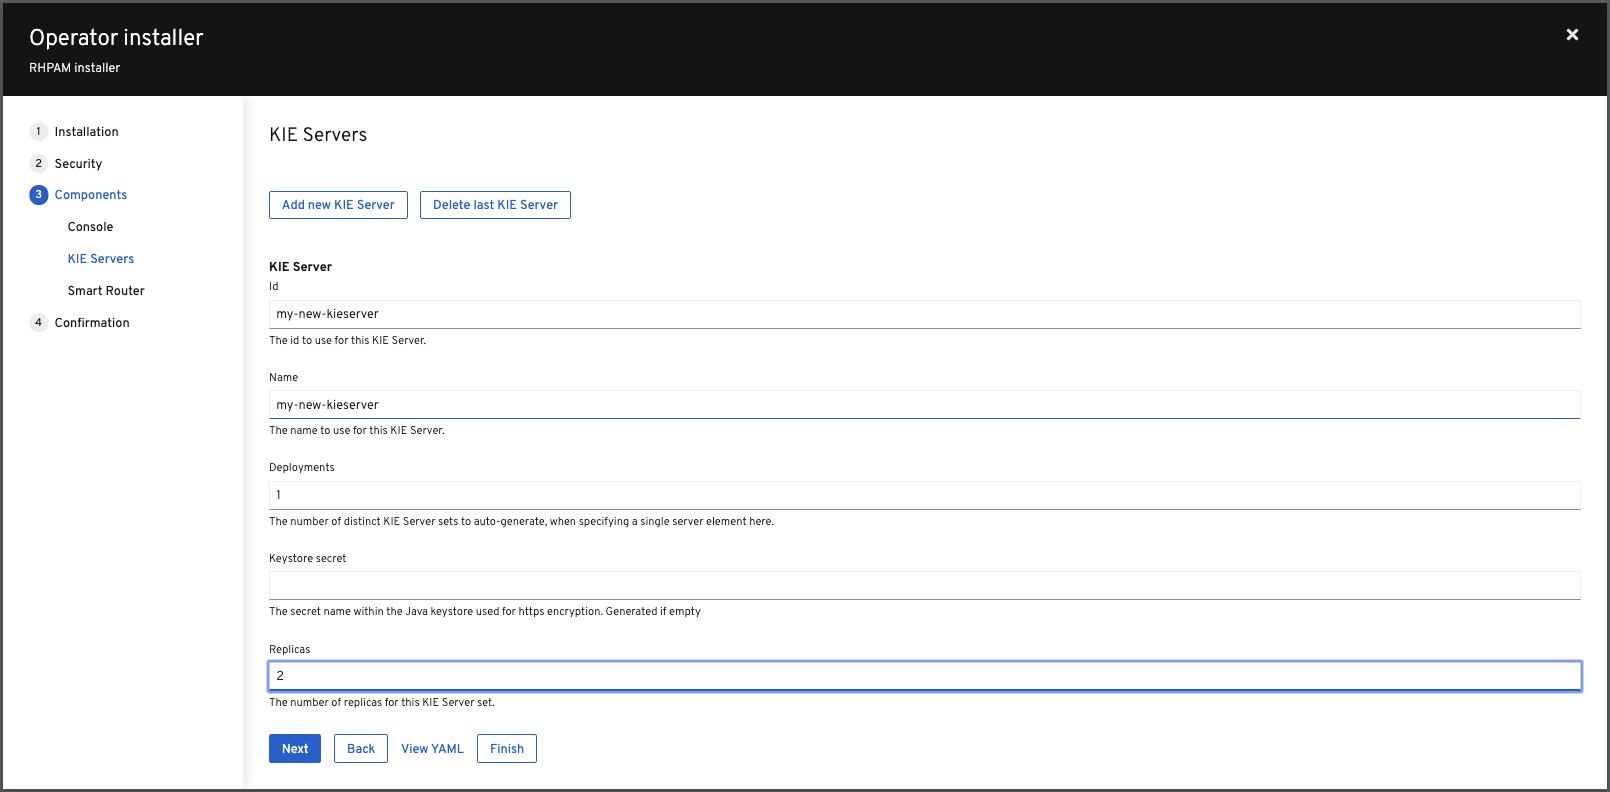 Operator installer
RHPAM installer
1 Installation
2 Security
3 Components
Console
KIE Servers
Smart Router
4 Confirmation
KIE Servers
Add new KIE Server Delete last KIE Server
KIE Server
Id
my-new-kieserver
The id to use for this KIE Server.
Name
my-new-kieserver
The name to use for this KIE Server.
Deployments
1
The number of distinct KIE Server sets to auto-generate, when specifying a single server element here.
Keystore secret
The secret name within the Java keystore used for https encryption. Generated if empty
Replicas
2
The number of replicas for this KIE Server set.
Next Back View YAML Finish